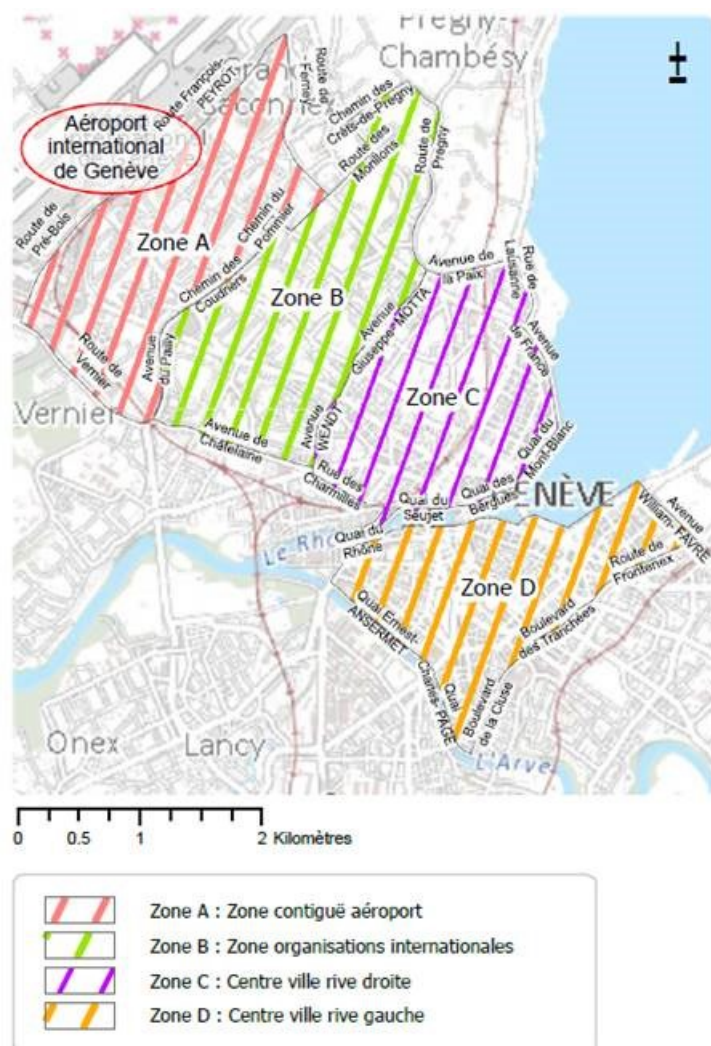 Pregny-
Chambésy
Grand-
Saconnex
Route François-
PEYROT
Route de
Ferney
Chemin des
Crêts-de-Pregny
Route des
Morillons
Route de
Pregny
Aéroport
international
de Genève
Route de
Pré-Bois
Zone A
Chemin du
Pommier
Chemin des
Coudriers
Zone B
Avenue de
la Paix
Rue de
Lausanne
Avenue
de France
Avenue
Giuseppe-MOTTA
Route de
Vernier
Avenue
du Pailly
Vernier
Avenue de
Châtelaine
Avenue
WENDT
Zone C
Rue des
Charmilles
Quai du
Seujet
Quai des
Bergues
Quai du
Mont-Blanc
ENÈVE
Quai du
Rhône
Le Rh
Avenue
William-FAVRE
Route de
Frontenex
Zone D
Boulevard
des Tranchées
Quai Ernest-
ANSERMET
Quai
Charles-PAGE
Boulevard
de la Cluse
Onex
Lancy
L'Arve
0 0.5 1 2 Kilomètres
Zone A : Zone contiguë aéroport
Zone B : Zone organisations internationales
Zone C : Centre ville rive droite
Zone D : Centre ville rive gauche